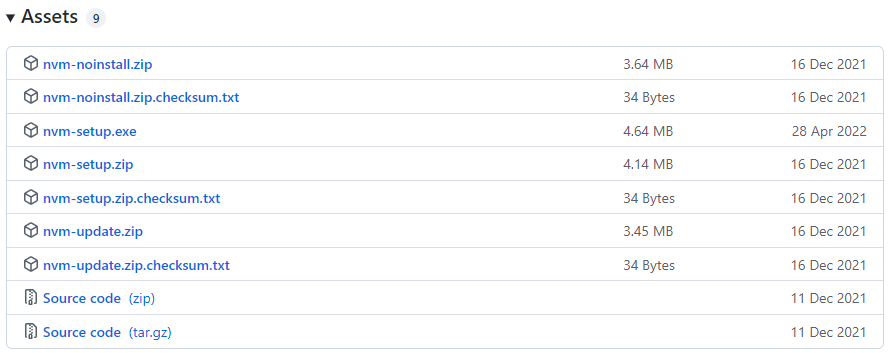 Assets 9
nvm-noinstall.zip 3.64 MB 16 Dec 2021
nvm-noinstall.zip.checksum.txt 34 Bytes 16 Dec 2021
nvm-setup.exe 4.64 MB 28 Apr 2022
nvm-setup.zip 4.14 MB 16 Dec 2021
nvm-setup.zip.checksum.txt 34 Bytes 16 Dec 2021
nvm-update.zip 3.45 MB 16 Dec 2021
nvm-update.zip.checksum.txt 34 Bytes 16 Dec 2021
Source code (zip) 11 Dec 2021
Source code (tar.gz) 11 Dec 2021